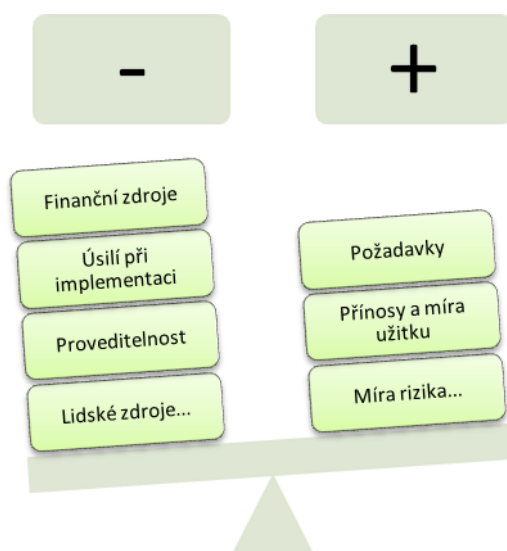 -
+
Finanční zdroje
Úsilí při
implementaci
Proveditelnost
Lidské zdroje...
Požadavky
Přínosy a míra
užitku
Míra rizika...